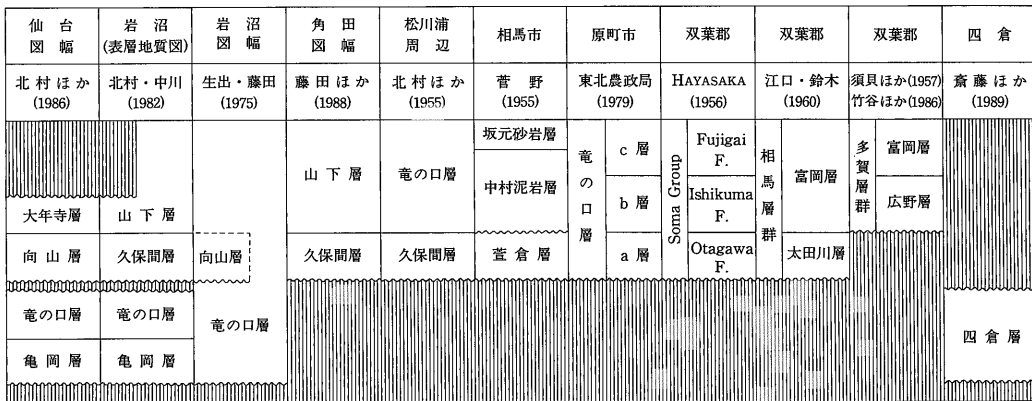 仙台 図幅
岩沼 (表層地質図)
岩沼 図幅
角田 図幅
松川浦 周辺
相馬市
原町市
双葉郡
双葉郡
双葉郡
四倉
北村ほか (1986)
北村・中川 (1982)
生出・藤田 (1975)
藤田ほか (1988)
北村ほか (1955)
菅野 (1955)
東北農政局 (1979)
HAYASAKA (1956)
江口・鈴木 (1960)
須貝ほか(1957) 竹谷ほか(1986)
斎藤ほか (1989)
大年寺層
向山層
竜の口層
亀岡層
山下層
久保間層
竜の口層
亀岡層
向山層
竜の口層
山下層
久保間層
竜の口層
久保間層
坂元砂岩層
中村泥岩層
萱倉層
竜の口層
c 層
b 層
a 層
Soma Group
Fujigai F.
Ishikuma F.
Otagawa F.
相馬層群
富岡層
太田川層
多賀層群
富岡層
広野層
四倉層